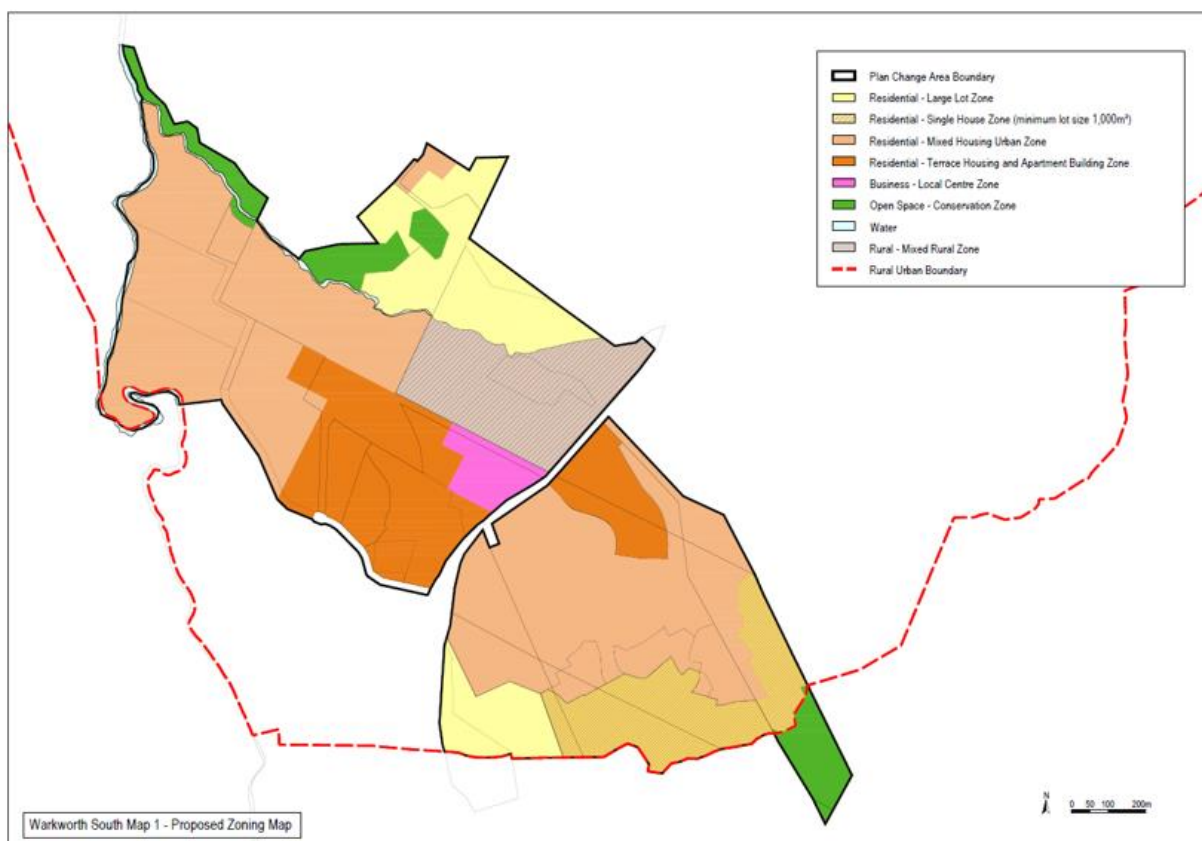 Plan Change Area Boundary
Residential - Large Lot Zone
Residential - Single House Zone (minimum lot size 1,000m²)
Residential - Mixed Housing Urban Zone
Residential - Terrace Housing and Apartment Building Zone
Business - Local Centre Zone
Open Space - Conservation Zone
Water
Rural - Mixed Rural Zone
Rural Urban Boundary
N
0 50 100 200m
Warkworth South Map 1 - Proposed Zoning Map